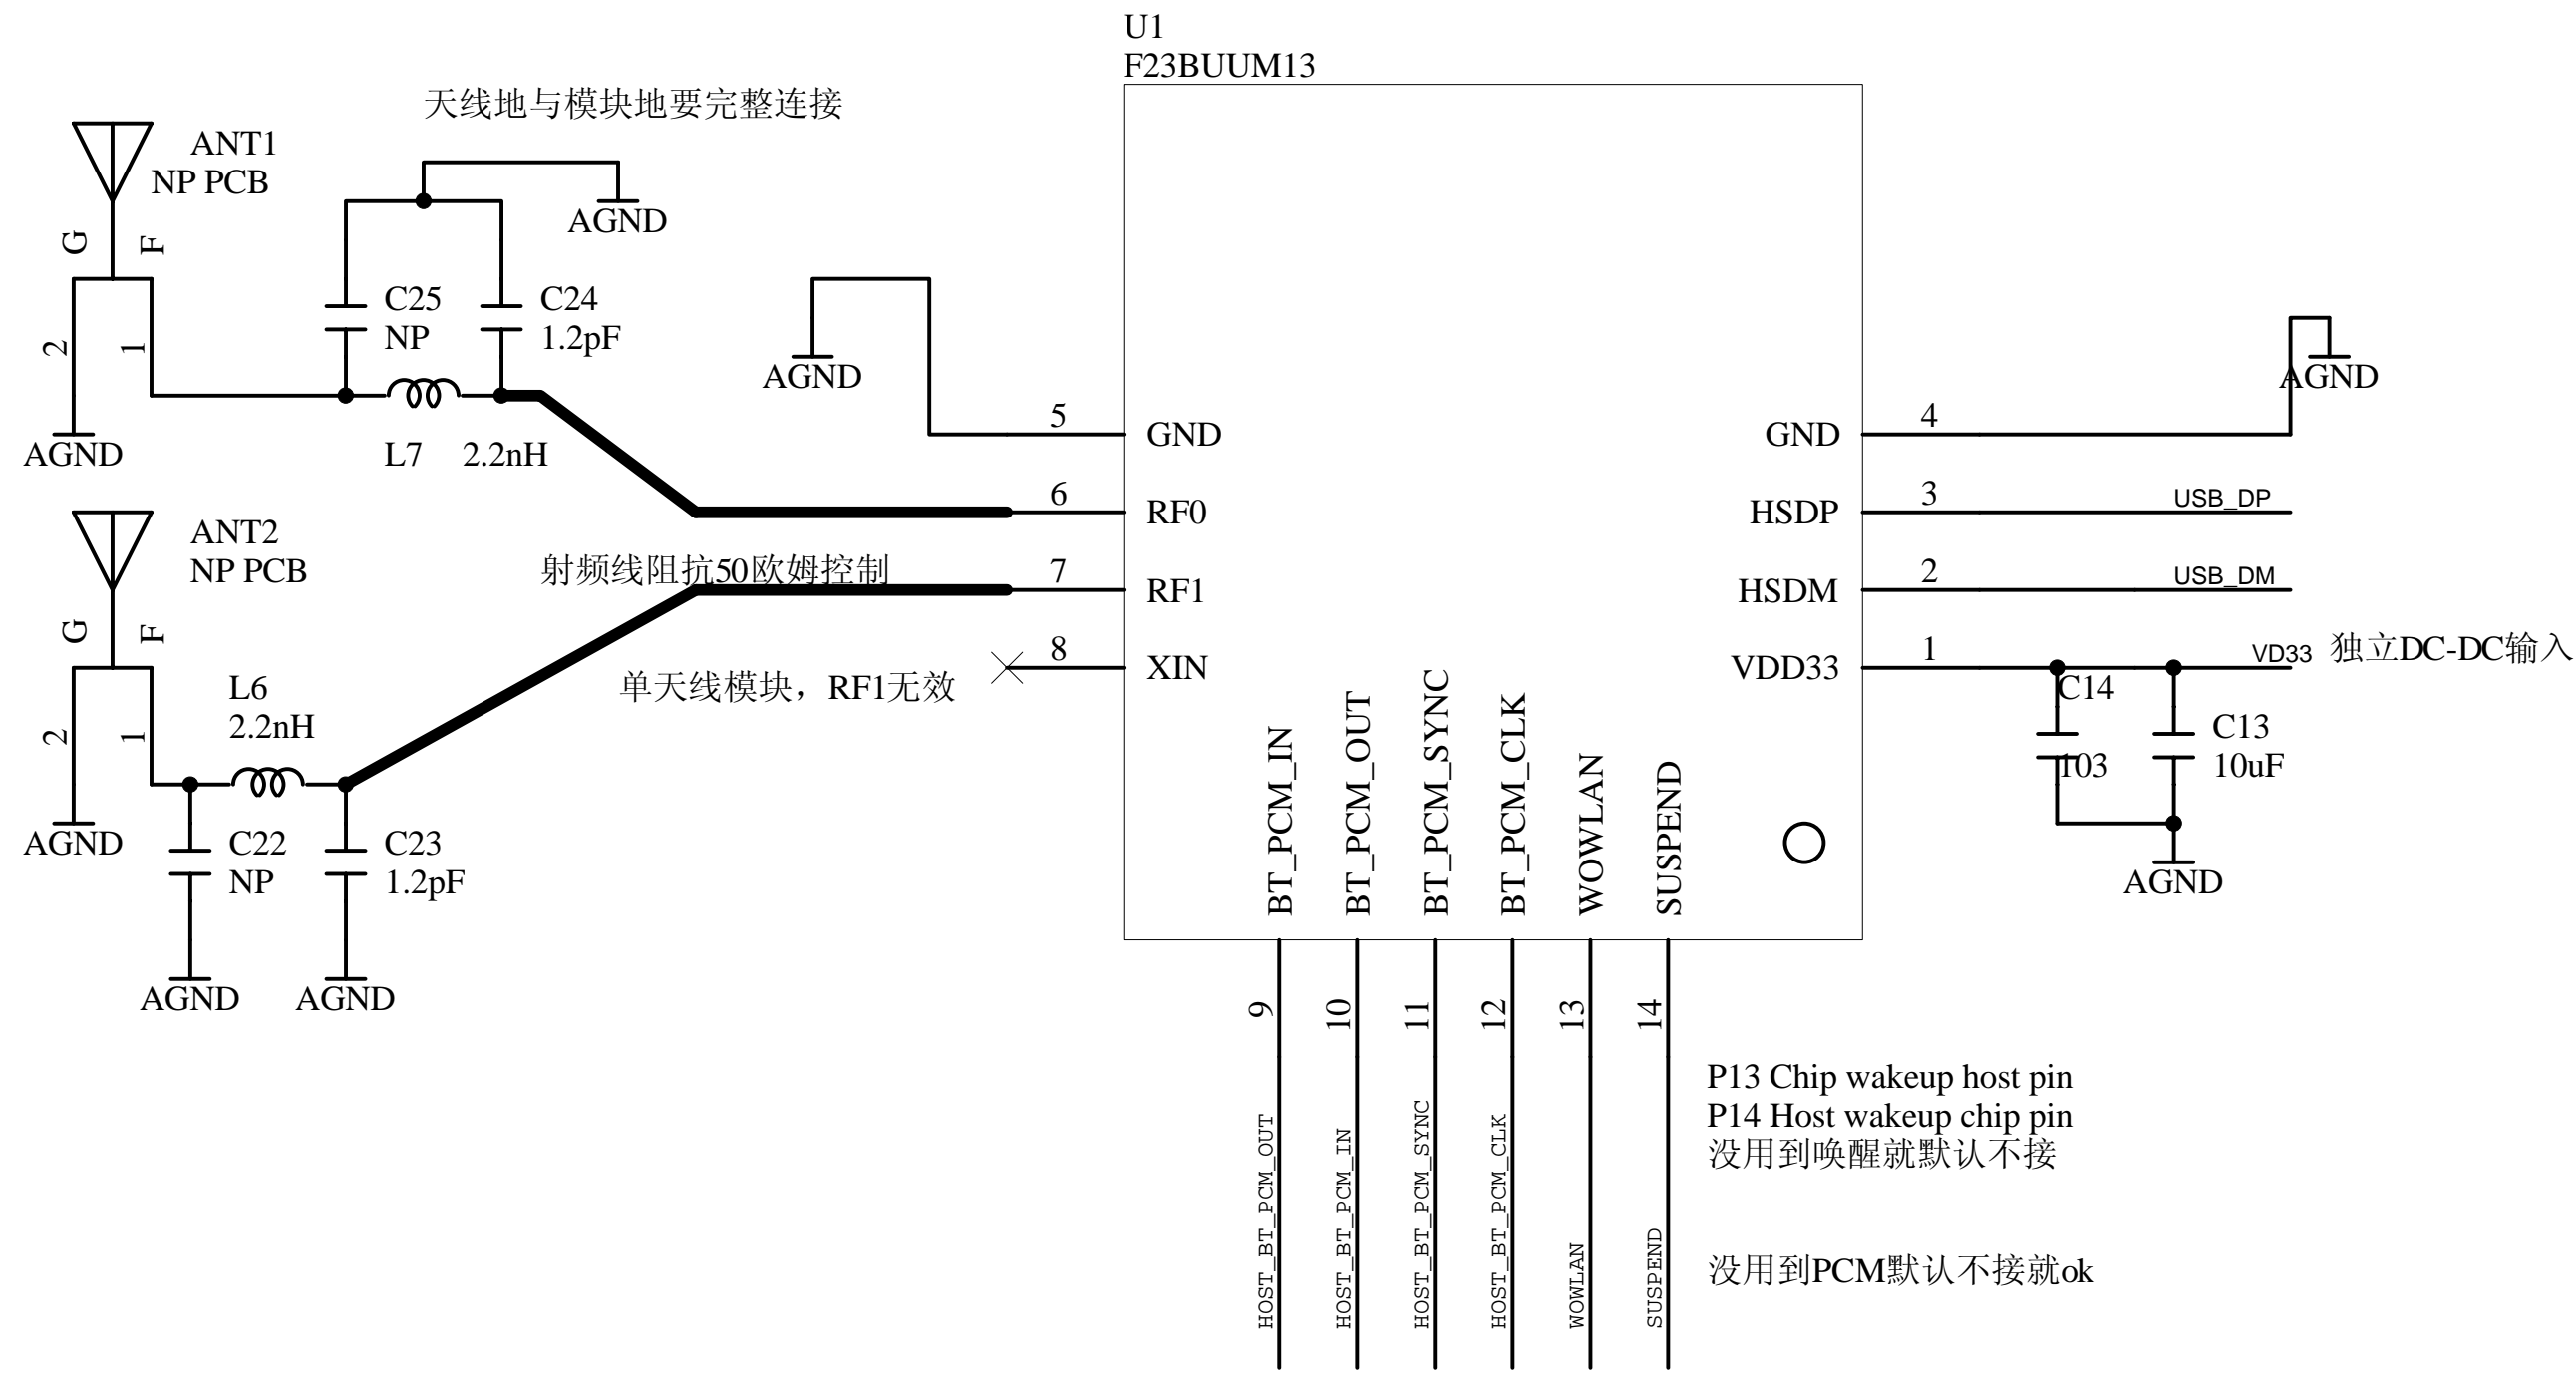 U1
F23BUUM13
天线地与模块地要完整连接
ANT1
NP PCB
AGND
G
F
C25
NP
C24
1.2pF
2
1
AGND
L7
2.2nH
AGND
5
GND
6
RF0
7
RF1
8
XIN
ANT2
NP PCB
射频线阻抗50欧姆控制
单天线模块，RF1无效
G
F
L6
2.2nH
2
1
AGND
C22
NP
C23
1.2pF
AGND
AGND
AGND
GND
4
HSDP
3
USB_DP
HSDM
2
USB_DM
VDD33
1
VD33
独立DC-DC输入
C14
103
C13
10uF
AGND
BT_PCM_IN
BT_PCM_OUT
BT_PCM_SYNC
BT_PCM_CLK
WOWLAN
SUSPEND
9
10
11
12
13
14
HOST_BT_PCM_OUT
HOST_BT_PCM_IN
HOST_BT_PCM_SYNC
HOST_BT_PCM_CLK
WOWLAN
SUSPEND
P13 Chip wakeup host pin
P14 Host wakeup chip pin
没用到唤醒就默认不接
没用到PCM默认不接就ok